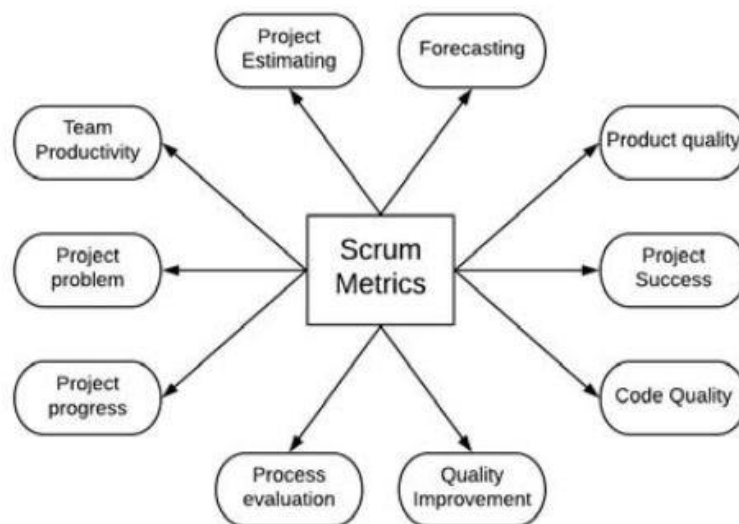 Project
Estimating
Forecasting
Team
Productivity
Product quality
Scrum
Metrics
Project
problem
Project
Success
Project
progress
Code Quality
Process
evaluation
Quality
Improvement